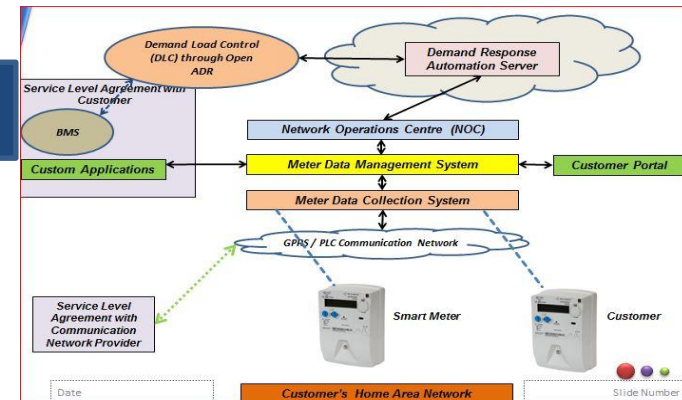 Demand Load Control
(DLC) through Open
ADR
Demand Response
Automation Server
Service Level Agreement with
Customer
BMS
Network Operations Centre (NOC)
Custom Applications
Meter Data Management System
Customer Portal
Meter Data Collection System
GPRS / PLC Communication Network
Service Level
Agreement with
Communication
Network Provider
Smart Meter
Customer
Date
Customer's Home Area Network
Slide Number